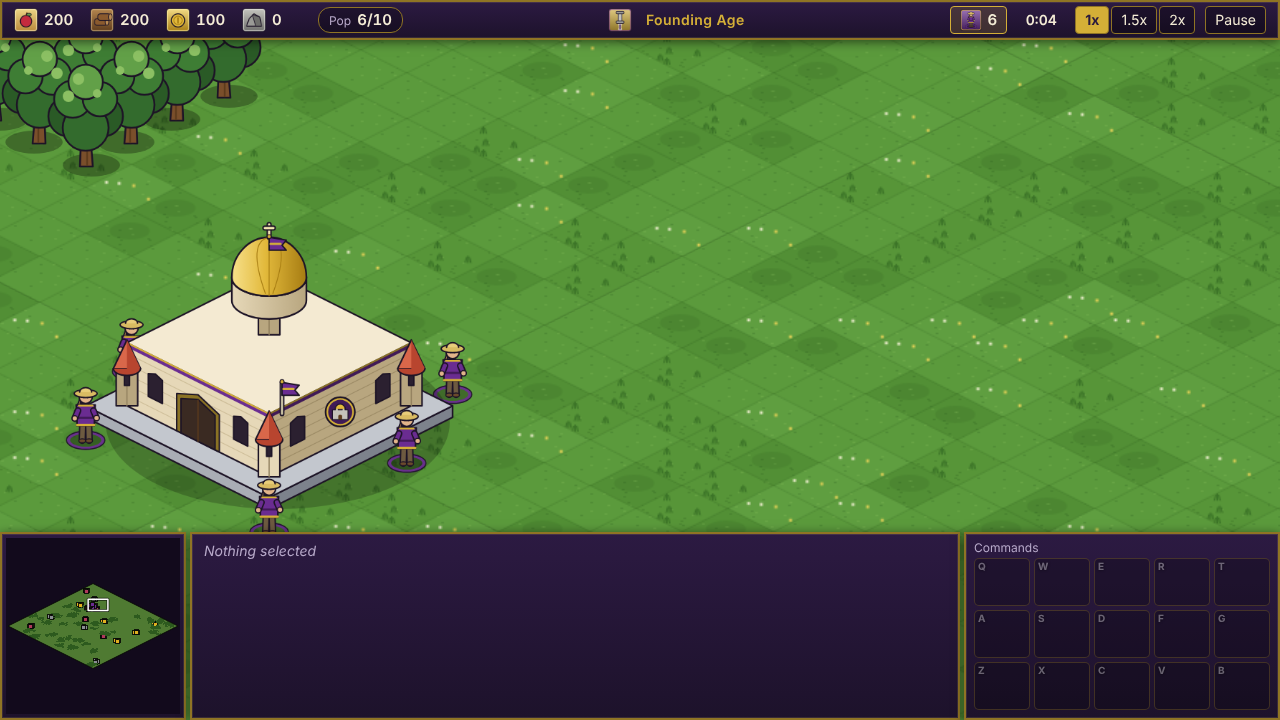 200
200
100
0
Pop 6/10
Founding Age
6
0:04
1x
1.5x
2x
Pause
Nothing selected
Commands
Q W E R T
A S D F G
Z X C V B